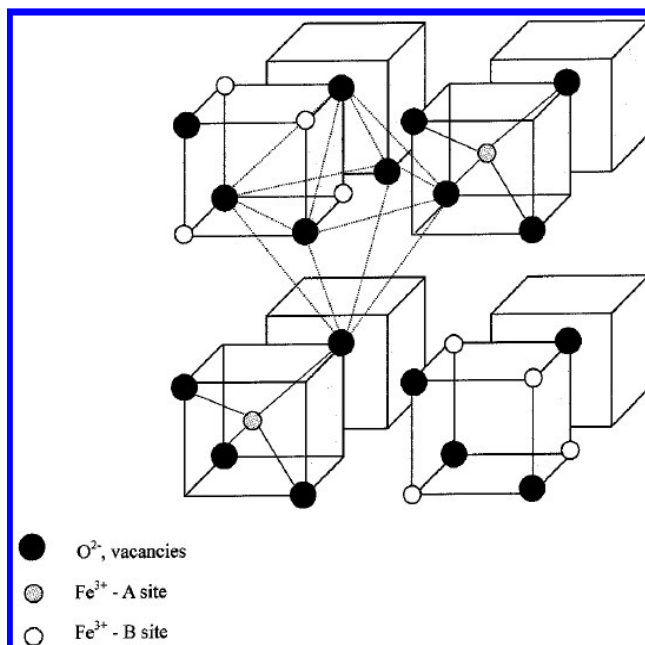 O²⁻, vacancies
Fe³⁺ - A site
Fe³⁺ - B site